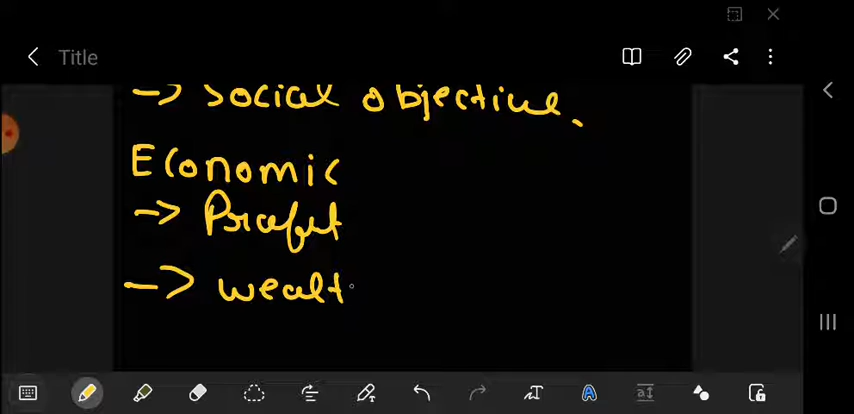 Title
-> Social objective.
Economic
-> Profit
-> wealt